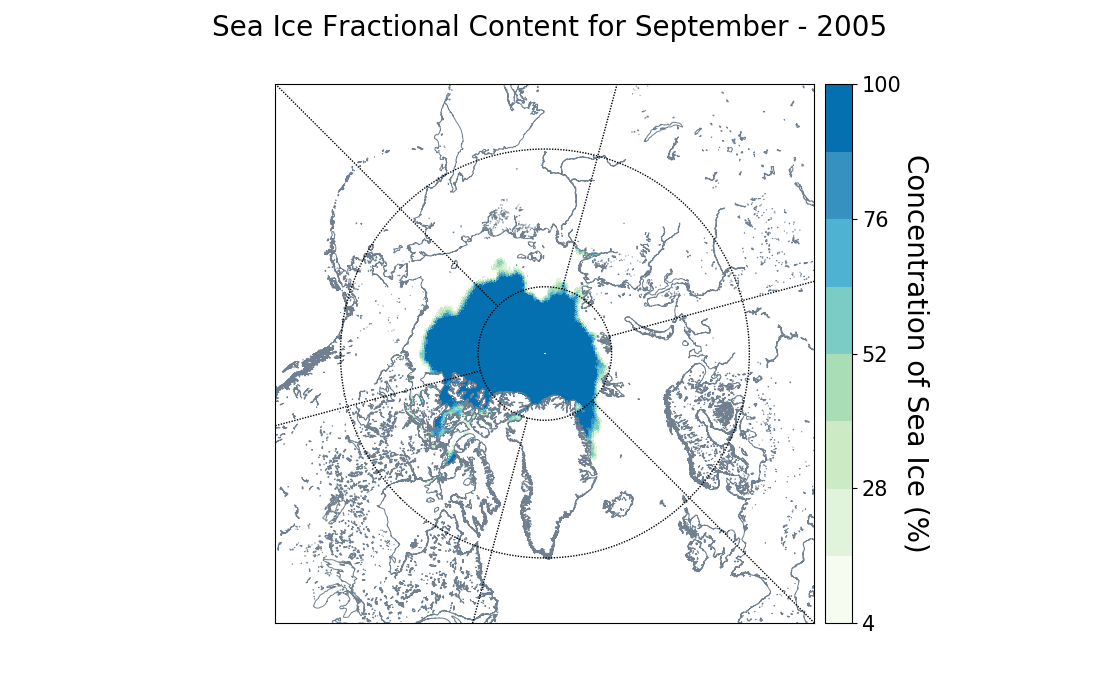 Sea Ice Fractional Content for September - 2005
100
76
52
28
4
Concentration of Sea Ice (%)